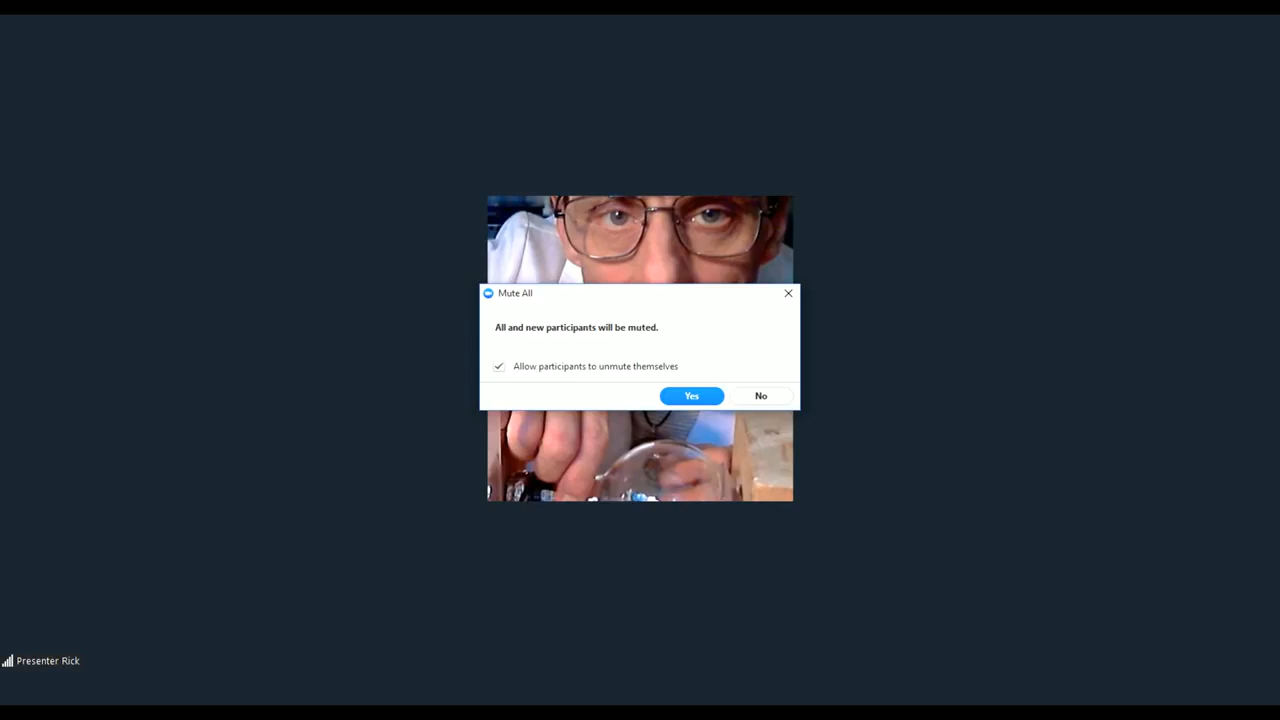 Mute All
All and new participants will be muted.
Allow participants to unmute themselves
Yes No
Presenter Rick